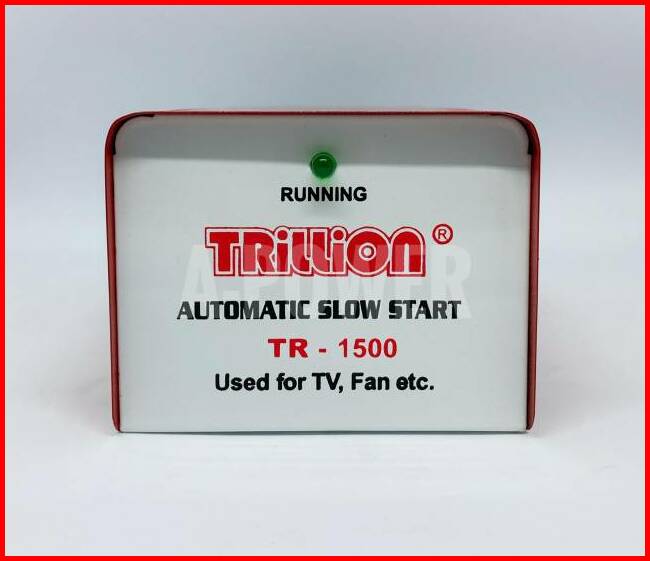 RUNNING
TRiLLiON®
A-POWER
AUTOMATIC SLOW START
TR - 1500
Used for TV, Fan etc.